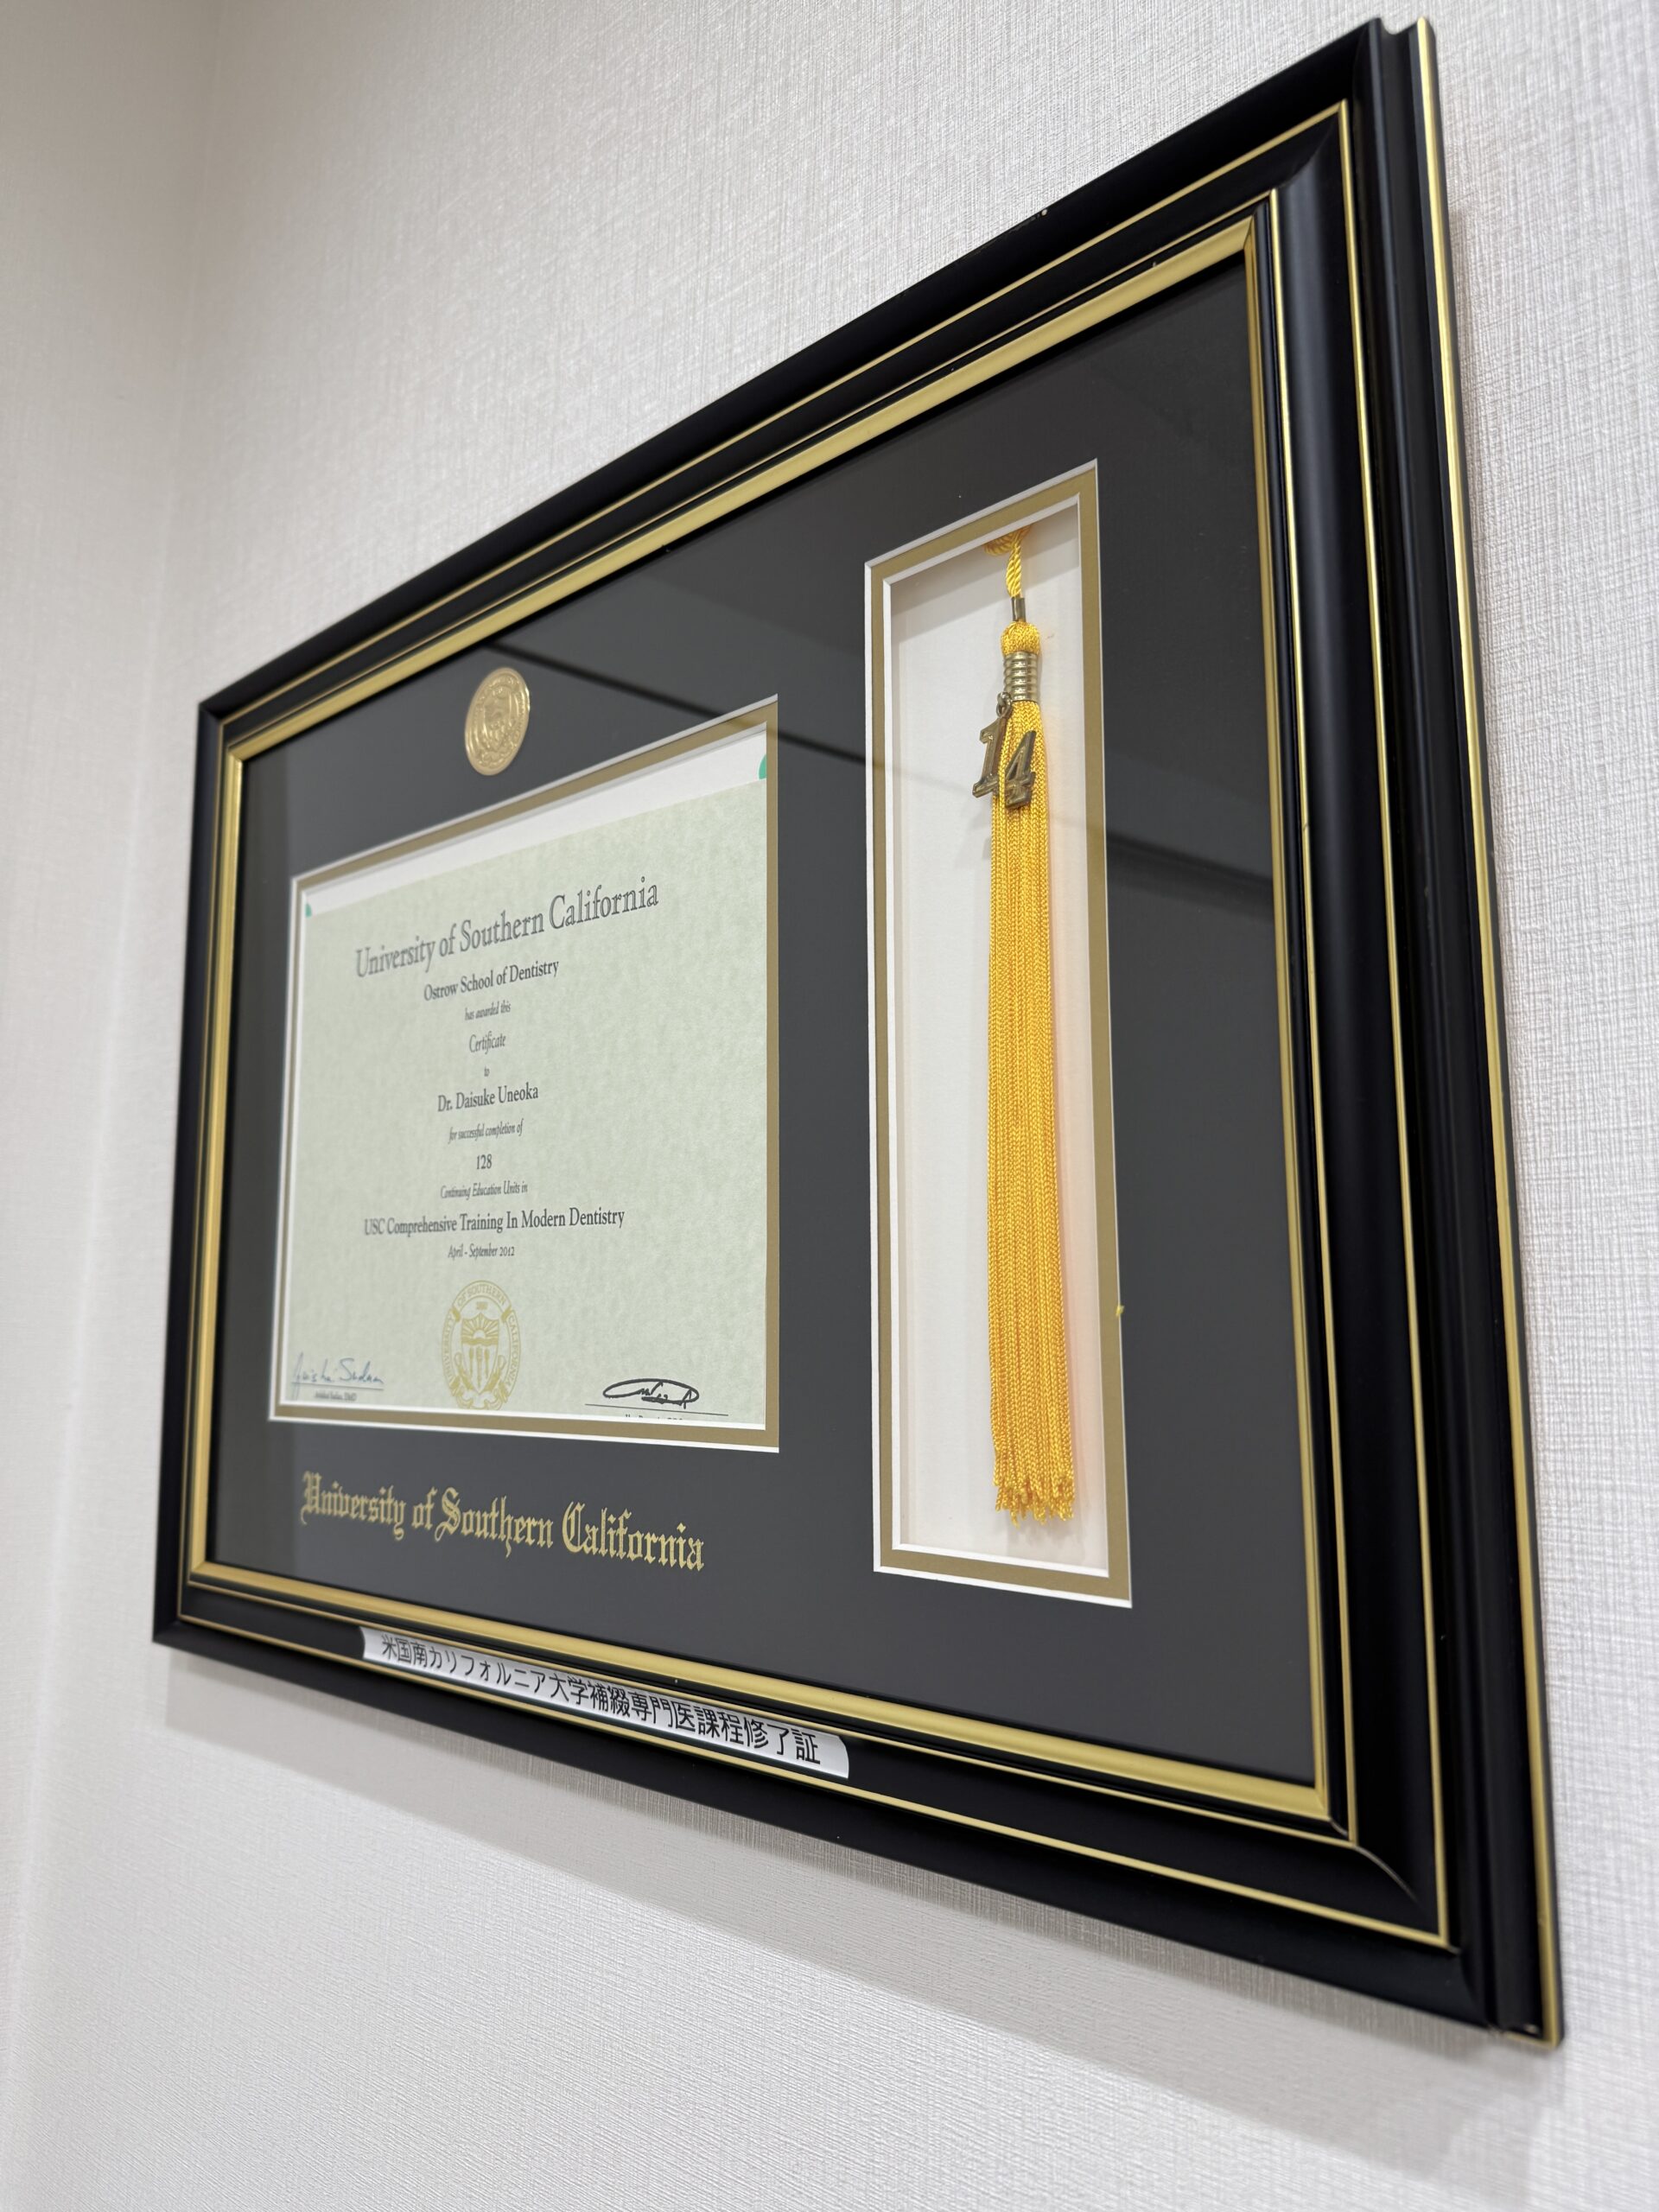 University of Southern California
Ostrow School of Dentistry
has awarded this
Certificate
to
Dr. Daisuke Uneoka
for successful completion of
128
Continuing Education Units in
USC Comprehensive Training In Modern Dentistry
April - September 2012
University of Southern California
米国南カリフォルニア大学補綴専門医課程修了証
14